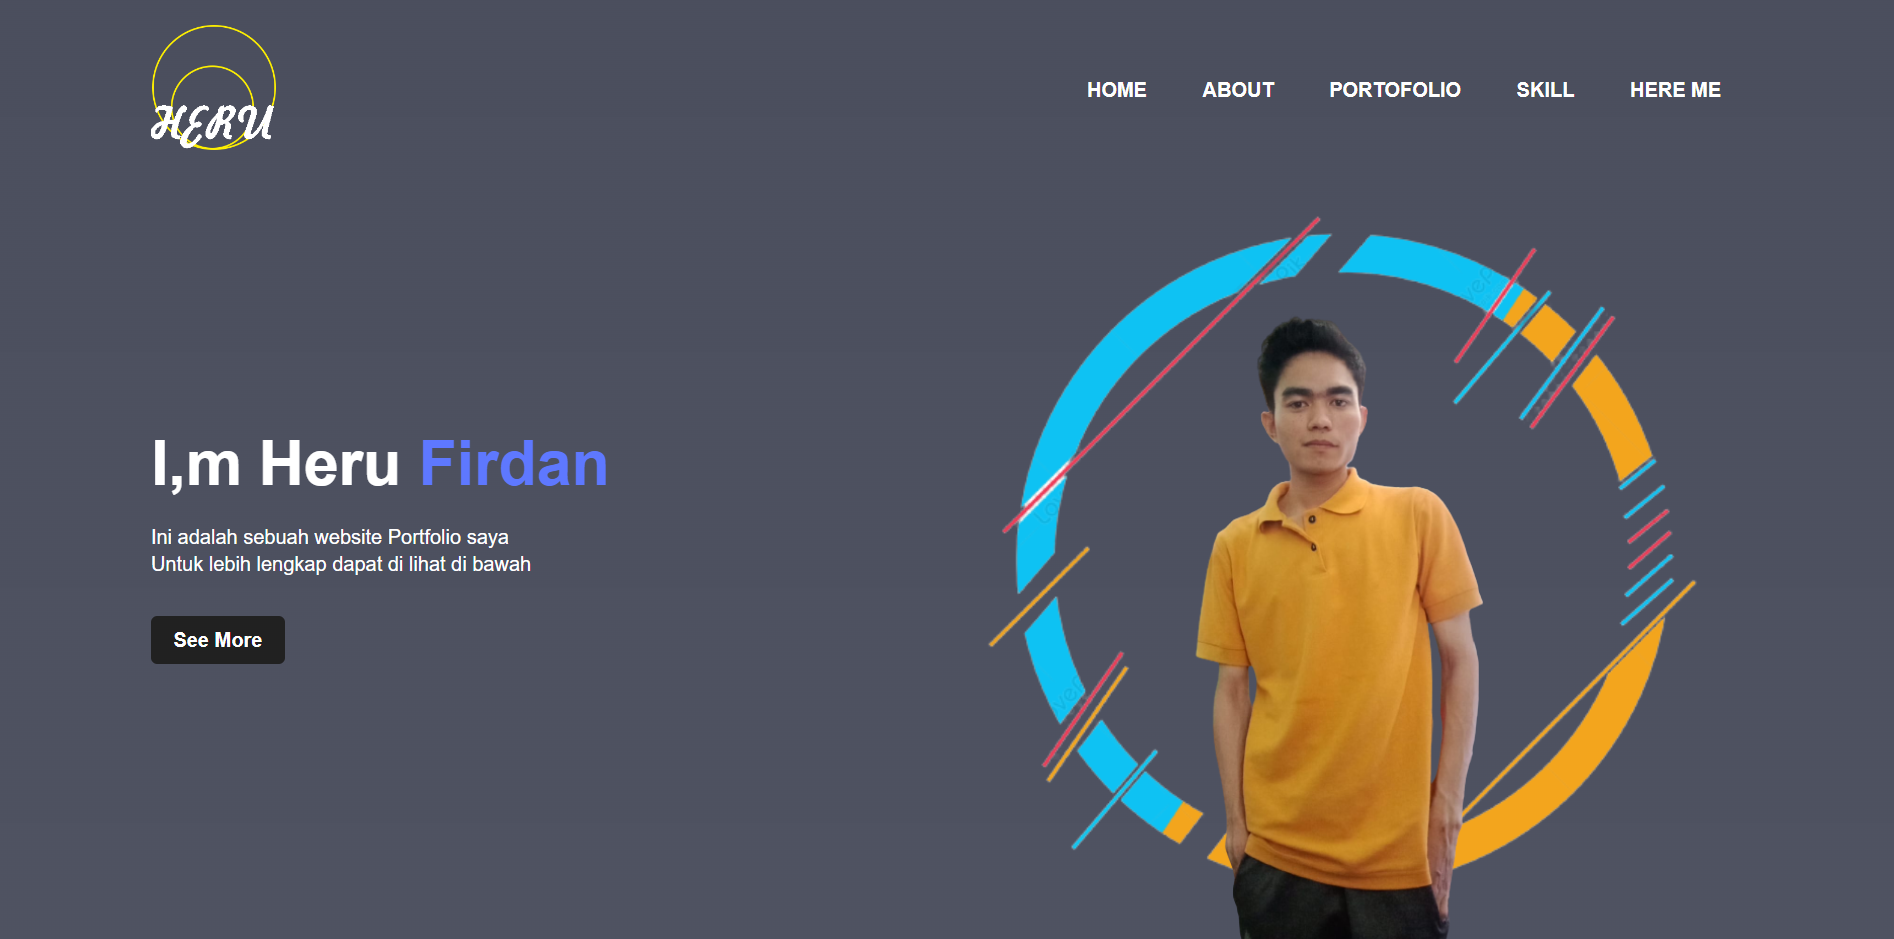 HERU
HOME ABOUT PORTOFOLIO SKILL HERE ME
I,m Heru Firdan
Ini adalah sebuah website Portfolio saya
Untuk lebih lengkap dapat di lihat di bawah
See More